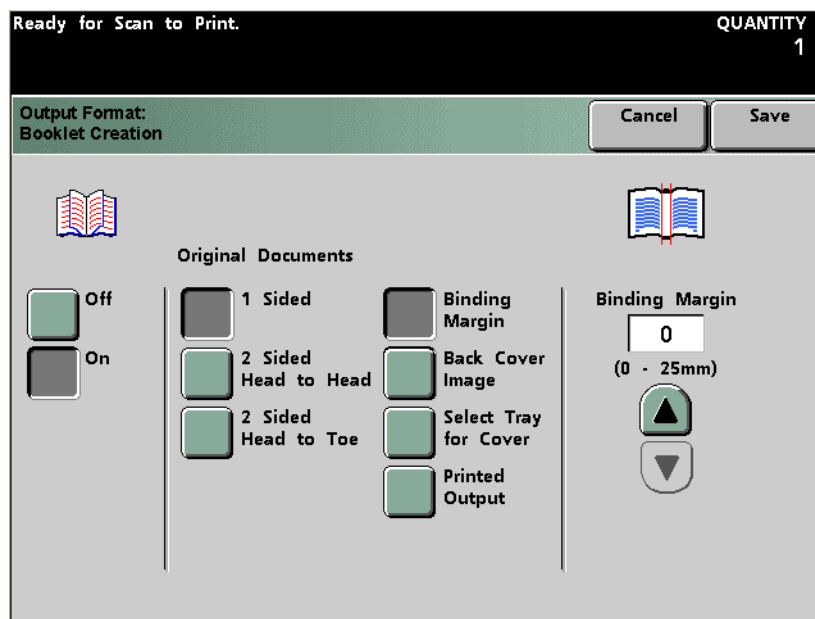 Ready for Scan to Print.
QUANTITY
1
Output Format:
Booklet Creation
Cancel
Save
Original Documents
Off
On
1 Sided
2 Sided
Head to Head
2 Sided
Head to Toe
Binding
Margin
Back Cover
Image
Select Tray
for Cover
Printed
Output
Binding Margin
0
(0 - 25mm)